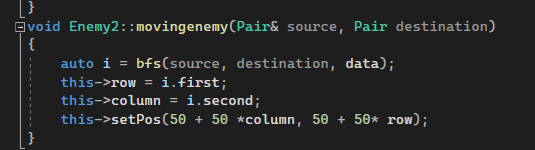 }
void Enemy2::movingenemy(Pair& source, Pair destination)
{
auto i = bfs(source, destination, data);
this->row = i.first;
this->column = i.second;
this->setPos(50 + 50 *column, 50 + 50* row);
}